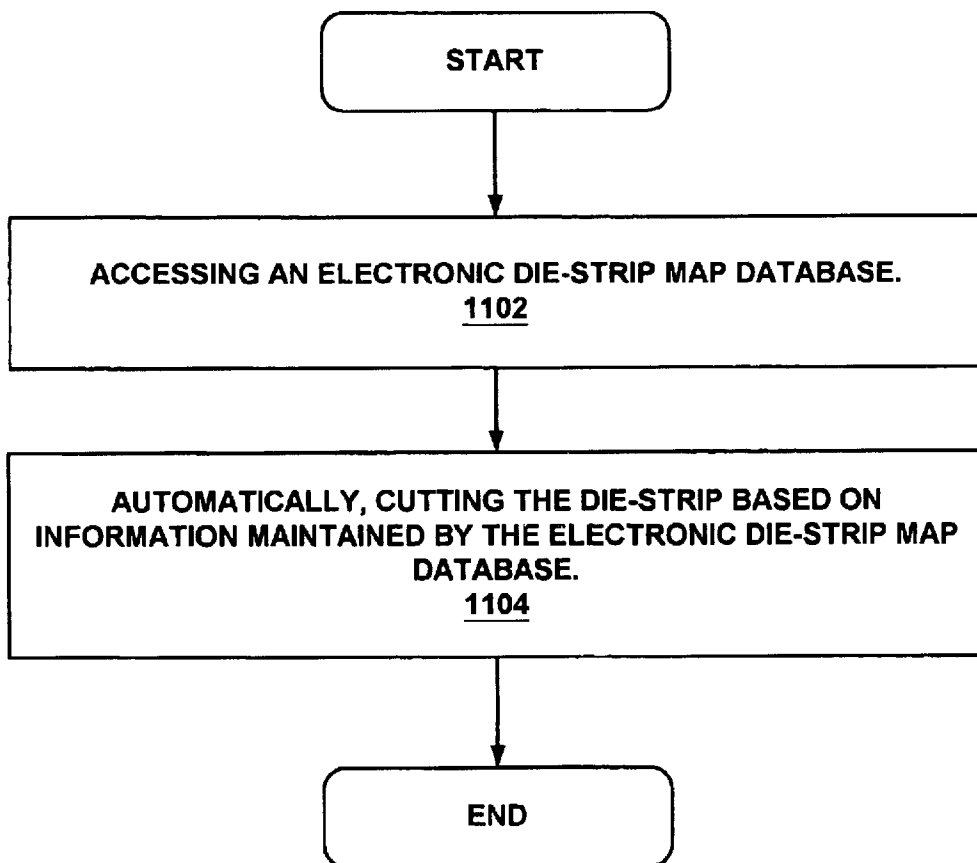 START
ACCESSING AN ELECTRONIC DIE-STRIP MAP DATABASE.
1102
AUTOMATICALLY, CUTTING THE DIE-STRIP BASED ON
INFORMATION MAINTAINED BY THE ELECTRONIC DIE-STRIP MAP
DATABASE.
1104
END